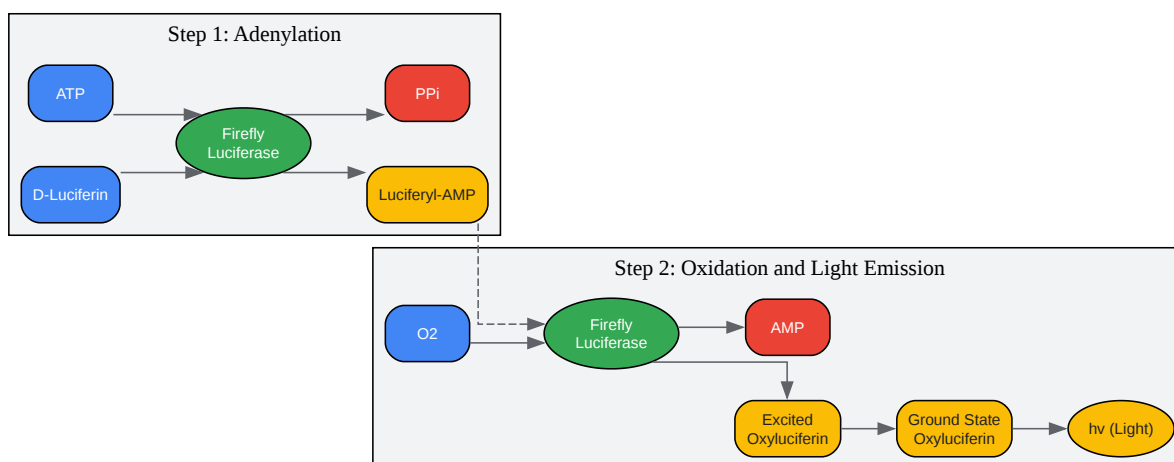 Step 1: Adenylation
ATP
PPi
Firefly
Luciferase
D-Luciferin
Luciferyl-AMP
Step 2: Oxidation and Light Emission
O2
Firefly
Luciferase
AMP
Excited
Oxyluciferin
Ground State
Oxyluciferin
hv (Light)